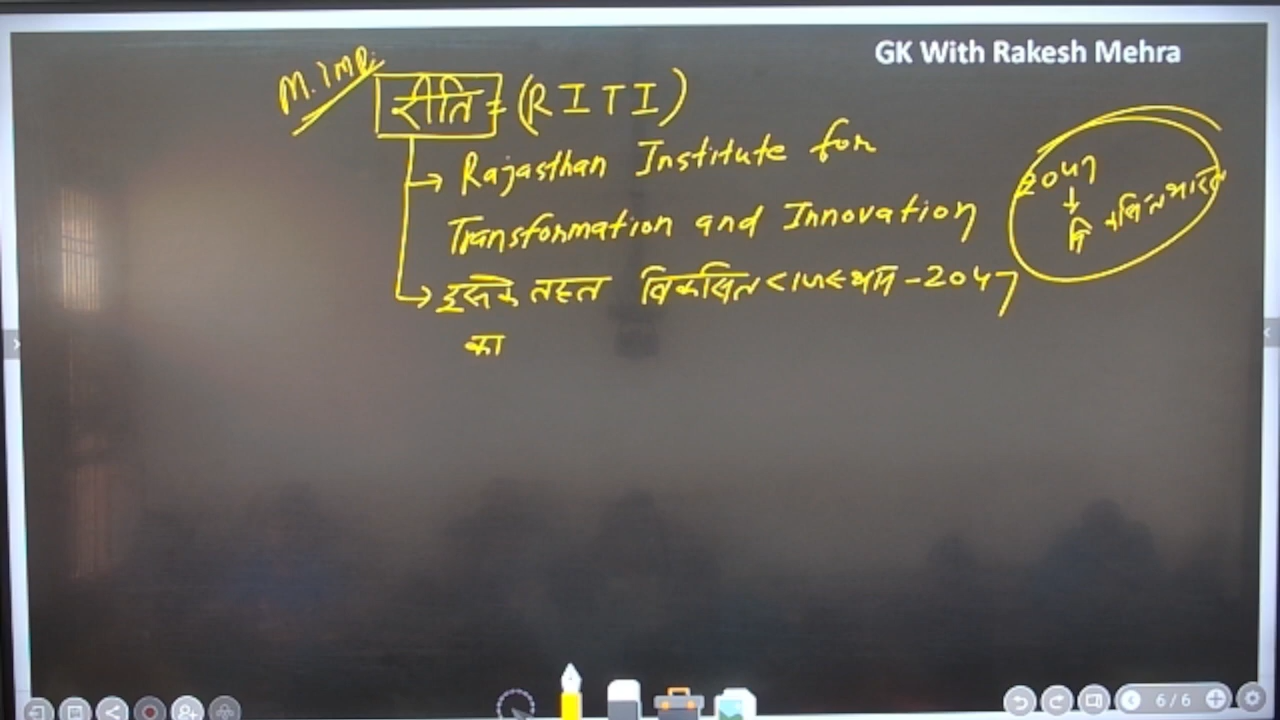 GK With Rakesh Mehra
M. Imp.
रीति = (RITI)
→ Rajasthan Institute for
Transformation and Innovation
→ इसके तहत विकसित राजस्थान - 2047
का
2047
↓
विकसित भारत
6/6